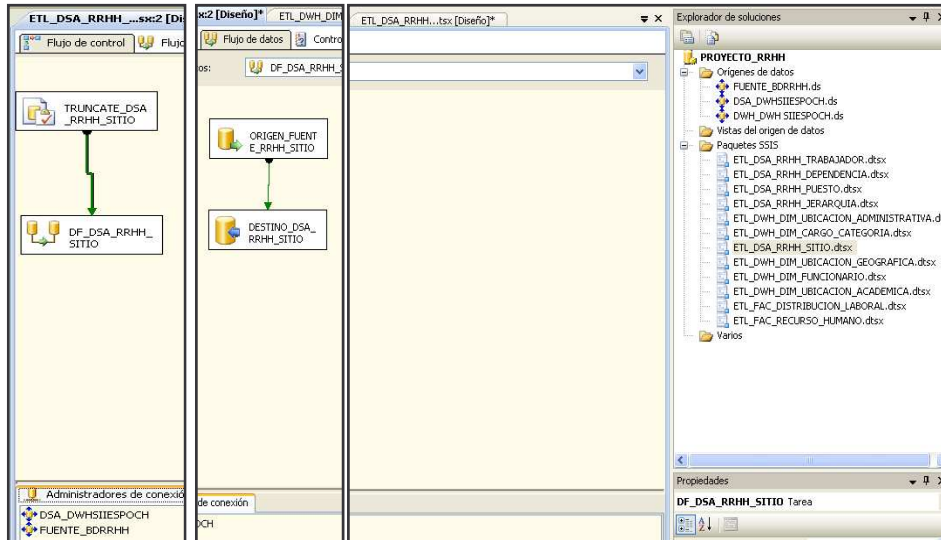 ETL_DSA_RRHH_...sx:2 [Di
Flujo de control
Flujo
TRUNCATE_DSA
_RRHH_SITIO
DF_DSA_RRHH_
SITIO
Administradores de conexió
DSA_DWHSIIESPOCH
FUENTE_BDRRHH
sx:2 [Diseño]*
ETL_DWH_DIM
Flujo de datos
Contro
os:
DF_DSA_RRHH_S
ORIGEN_FUENT
E_RRHH_SITIO
DESTINO_DSA_
RRHH_SITIO
de conexión
OCH
ETL_DSA_RRHH...tsx [Diseño]*
Explorador de soluciones
PROYECTO_RRHH
Orígenes de datos
FUENTE_BDRRHH.ds
DSA_DWHSIIESPOCH.ds
DWH_DWH SIIESPOCH.ds
Vistas del origen de datos
Paquetes SSIS
ETL_DSA_RRHH_TRABAJADOR.dtsx
ETL_DSA_RRHH_DEPENDENCIA.dtsx
ETL_DSA_RRHH_PUESTO.dtsx
ETL_DSA_RRHH_JERARQUIA.dtsx
ETL_DWH_DIM_UBICACION_ADMINISTRATIVA.d
ETL_DWH_DIM_CARGO_CATEGORIA.dtsx
ETL_DSA_RRHH_SITIO.dtsx
ETL_DWH_DIM_UBICACION_GEOGRAFICA.dtsx
ETL_DWH_DIM_FUNCIONARIO.dtsx
ETL_DWH_DIM_UBICACION_ACADEMICA.dtsx
ETL_FAC_DISTRIBUCION_LABORAL.dtsx
ETL_FAC_RECURSO_HUMANO.dtsx
Varios
Propiedades
DF_DSA_RRHH_SITIO Tarea